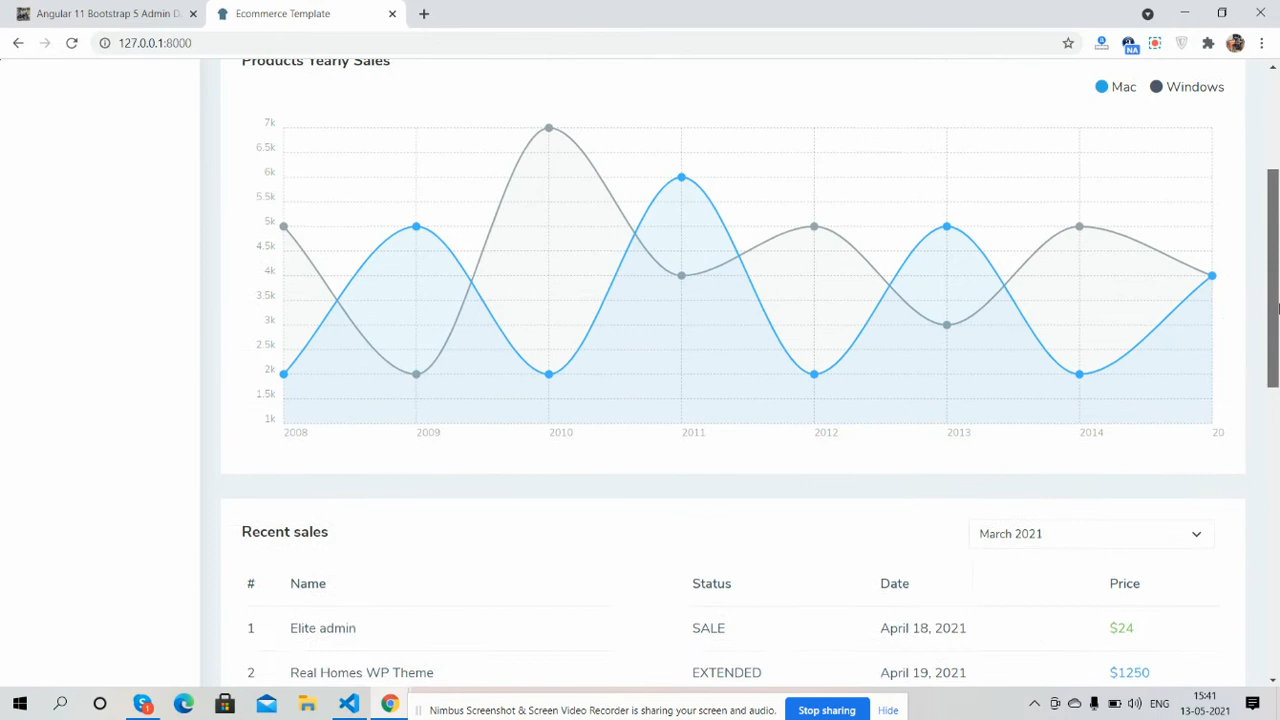 Angular 11 Bootstrap 5 Admin D
Ecommerce Template
127.0.0.1:8000
NA
Products Yearly Sales
Mac
Windows
7k
6.5k
6k
5.5k
5k
4.5k
4k
3.5k
3k
2.5k
2k
1.5k
1k
2008 2009 2010 2011 2012 2013 2014 20
Recent sales
March 2021
# Name Status Date Price
1 Elite admin SALE April 18, 2021 $24
2 Real Homes WP Theme EXTENDED April 19, 2021 $1250
Nimbus Screenshot & Screen Video Recorder is sharing your screen and audio.
Stop sharing
Hide
ENG
15:41
13-05-2021